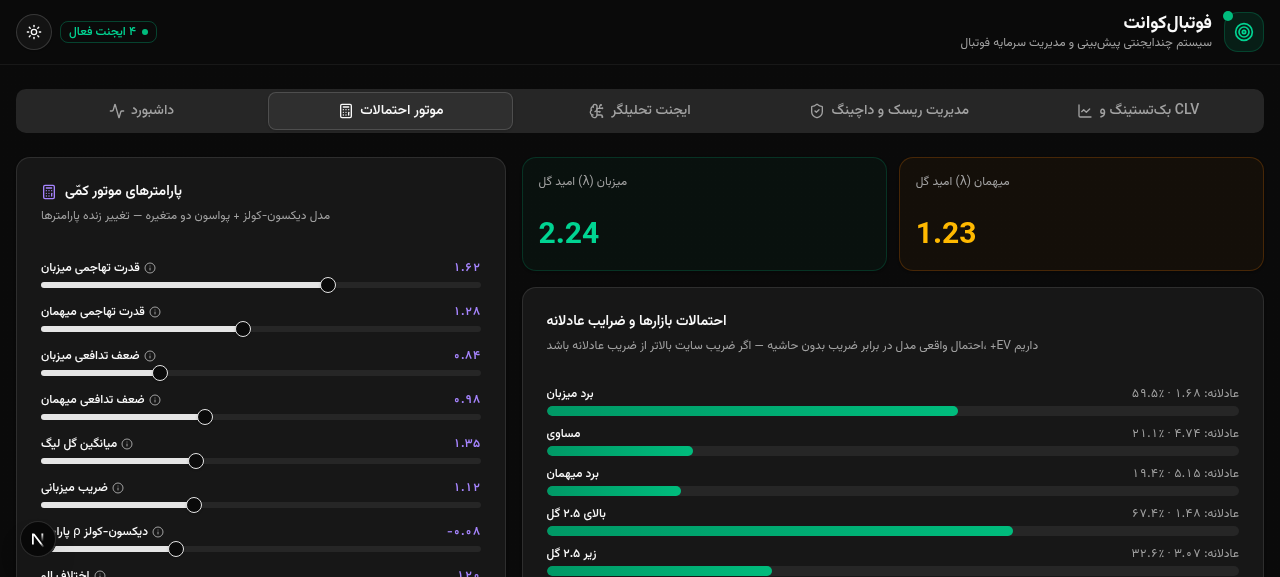 فوتبال‌کوانت
سیستم چندایجنتی پیش‌بینی و مدیریت سرمایه فوتبال
۴ ایجنت فعال
CLV بک‌تستینگ و
مدیریت ریسک و داچینگ
ایجنت تحلیلگر
موتور احتمالات
داشبورد
میهمان (λ) امید گل
1.23
میزبان (λ) امید گل
2.24
پارامترهای موتور کمّی
مدل دیکسون-کولز + پواسون دو متغیره — تغییر زنده پارامترها
قدرت تهاجمی میزبان ۱.۶۲
قدرت تهاجمی میهمان ۱.۲۸
ضعف تدافعی میزبان ۰.۸۴
ضعف تدافعی میهمان ۰.۹۸
میانگین گل لیگ ۱.۳۵
ضریب میزبانی ۱.۱۲
دیکسون-کولز ρ -۰.۰۸
اختلاف الو ۱۲۰
احتمالات بازارها و ضرایب عادلانه
داریم EV+ ،احتمال واقعی مدل در برابر ضریب بدون حاشیه — اگر ضریب سایت بالاتر از ضریب عادلانه باشد
برد میزبان ۵۹.۵٪ · عادلانه: ۱.۶۸
مساوی ۲۱.۱٪ · عادلانه: ۴.۷۴
برد میهمان ۱۹.۴٪ · عادلانه: ۵.۱۵
بالای ۲.۵ گل ۶۷.۴٪ · عادلانه: ۱.۴۸
زیر ۲.۵ گل ۳۲.۶٪ · عادلانه: ۳.۰۷
N